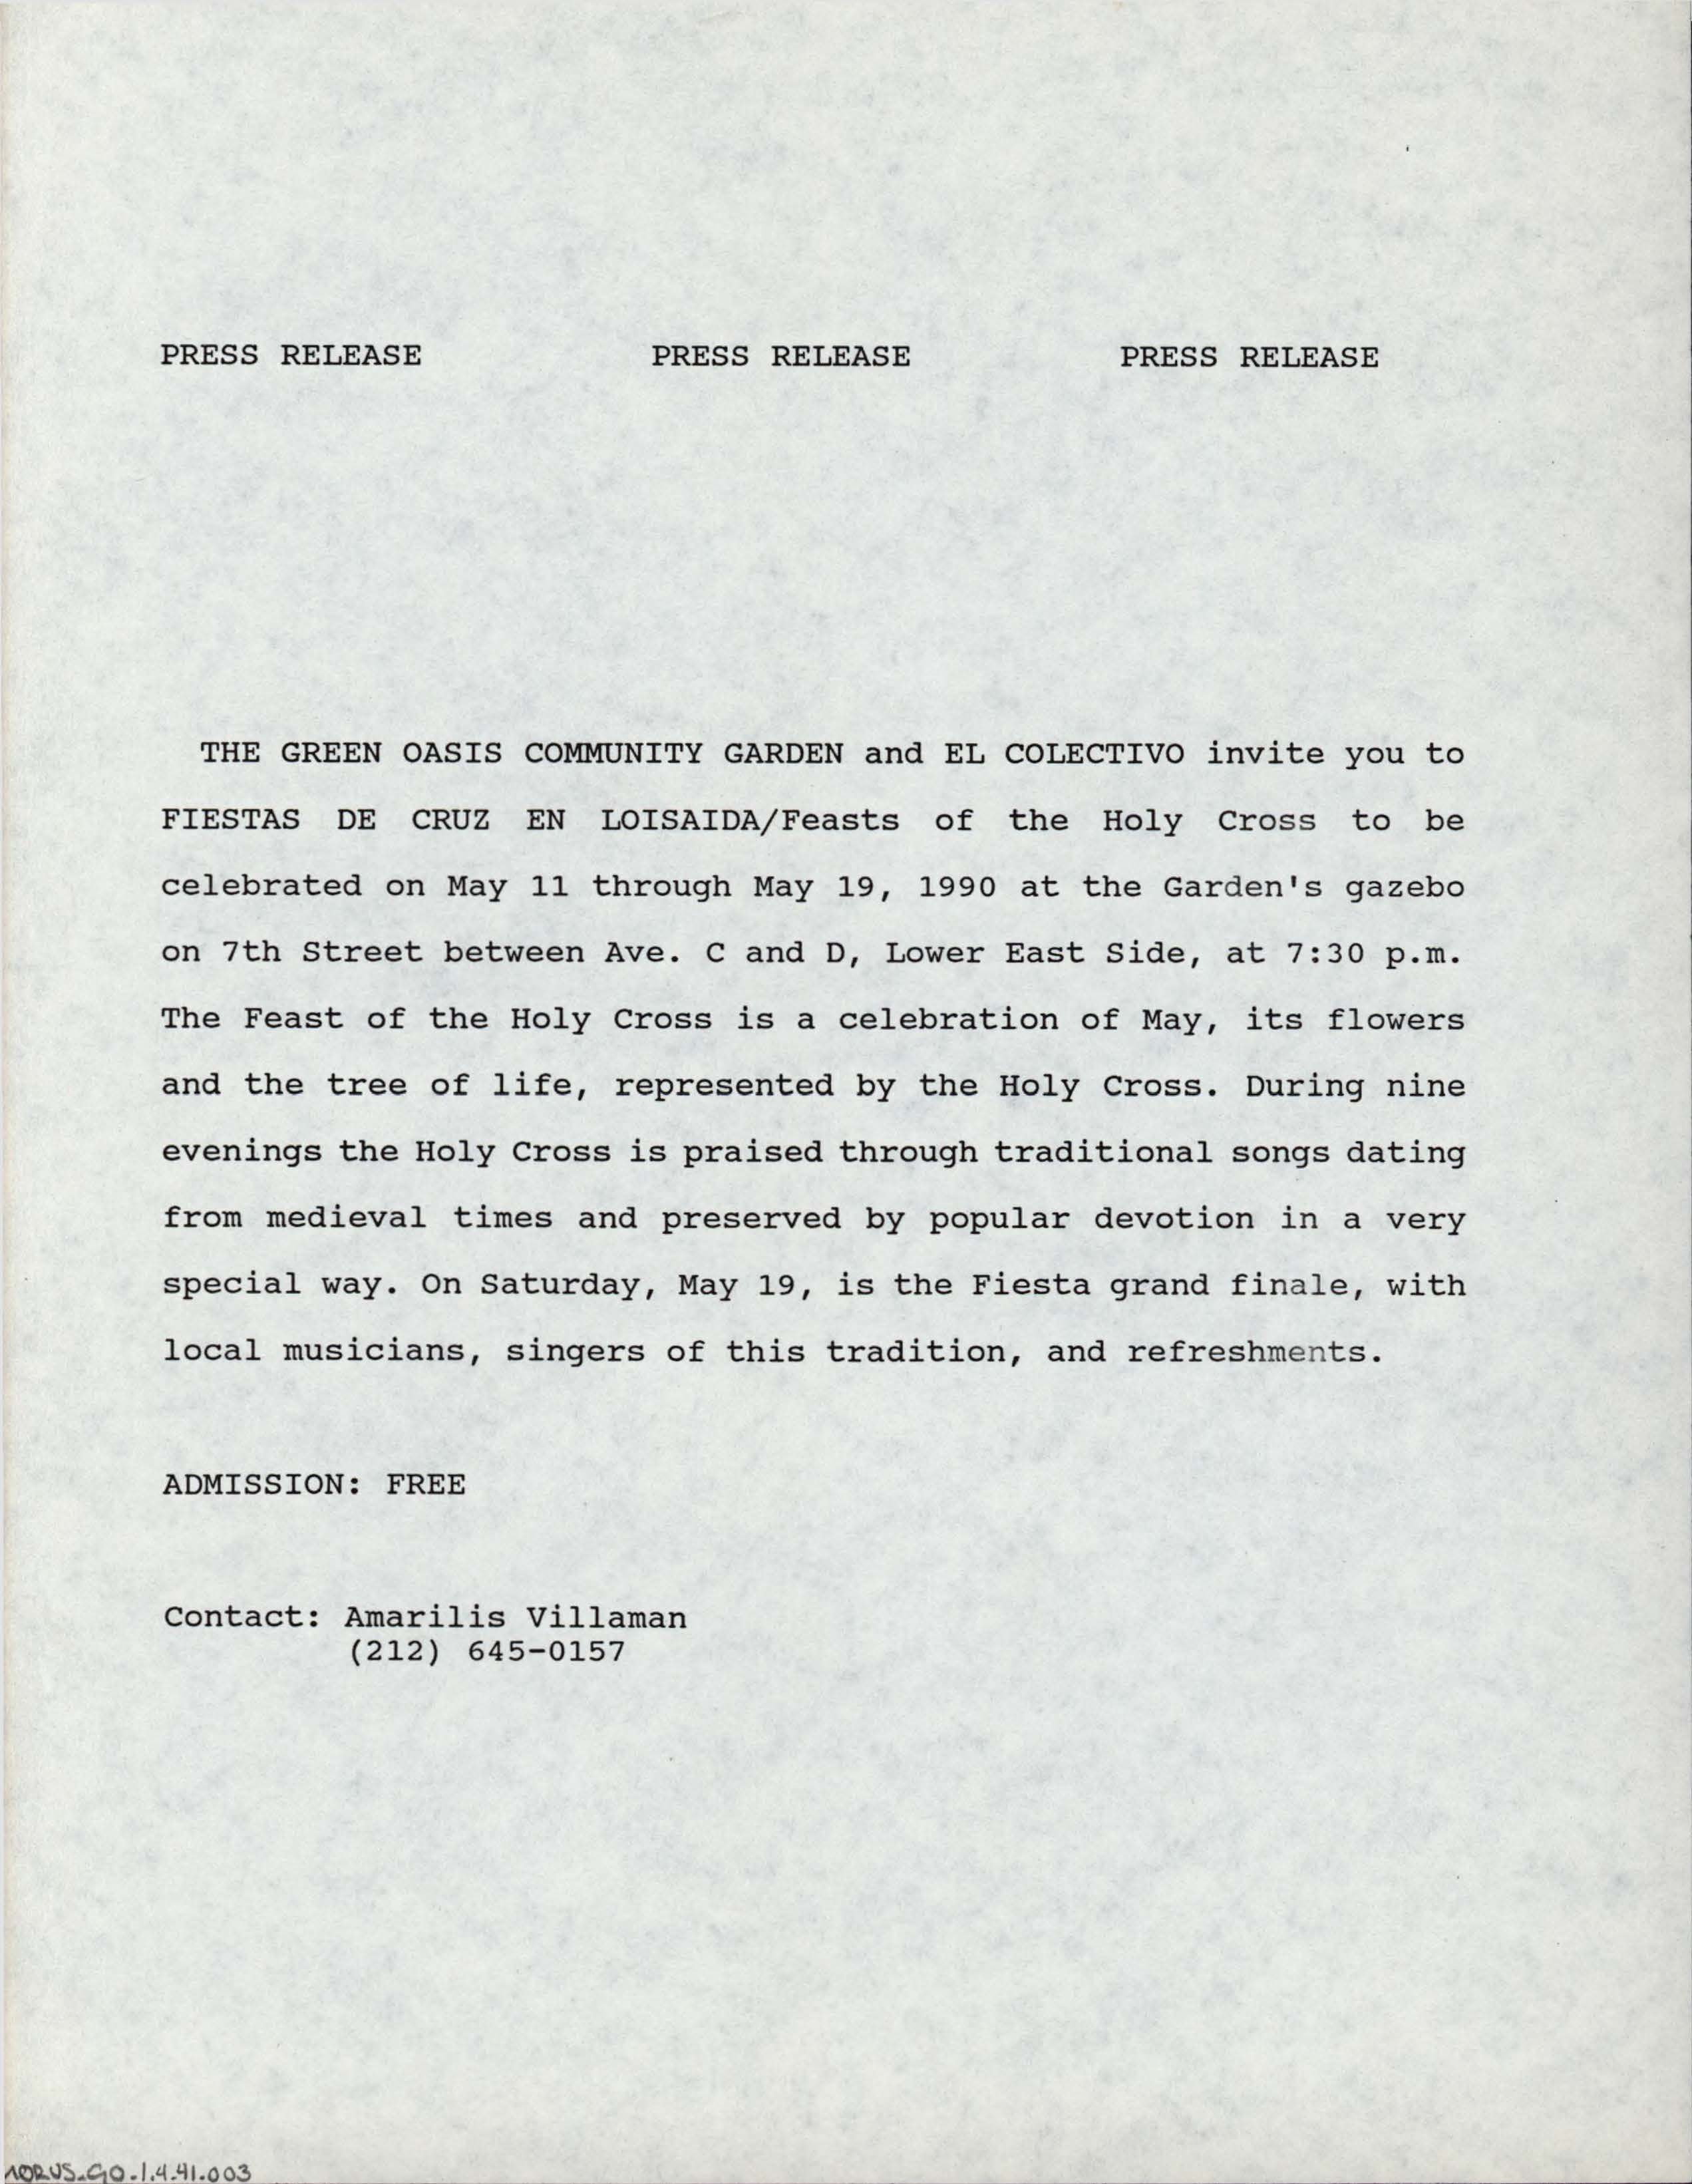 PRESS RELEASE PRESS RELEASE PRESS RELEASE
THE GREEN OASIS COMMUNITY GARDEN and EL COLECTIVO invite you to
FIESTAS DE CRUZ EN LOISAIDA/Feasts of the Holy Cross to be
celebrated on May 11 through May 19, 1990 at the Garden's gazebo
on 7th Street between Ave. C and D, Lower East Side, at 7:30 p.m.
The Feast of the Holy Cross is a celebration of May, its flowers
and the tree of life, represented by the Holy Cross. During nine
evenings the Holy Cross is praised through traditional songs dating
from medieval times and preserved by popular devotion in a very
special way. On Saturday, May 19, is the Fiesta grand finale, with
local musicians, singers of this tradition, and refreshments.
ADMISSION: FREE
Contact: Amarilis Villaman
(212) 645-0157
MORUS.GO.1.4.41.003